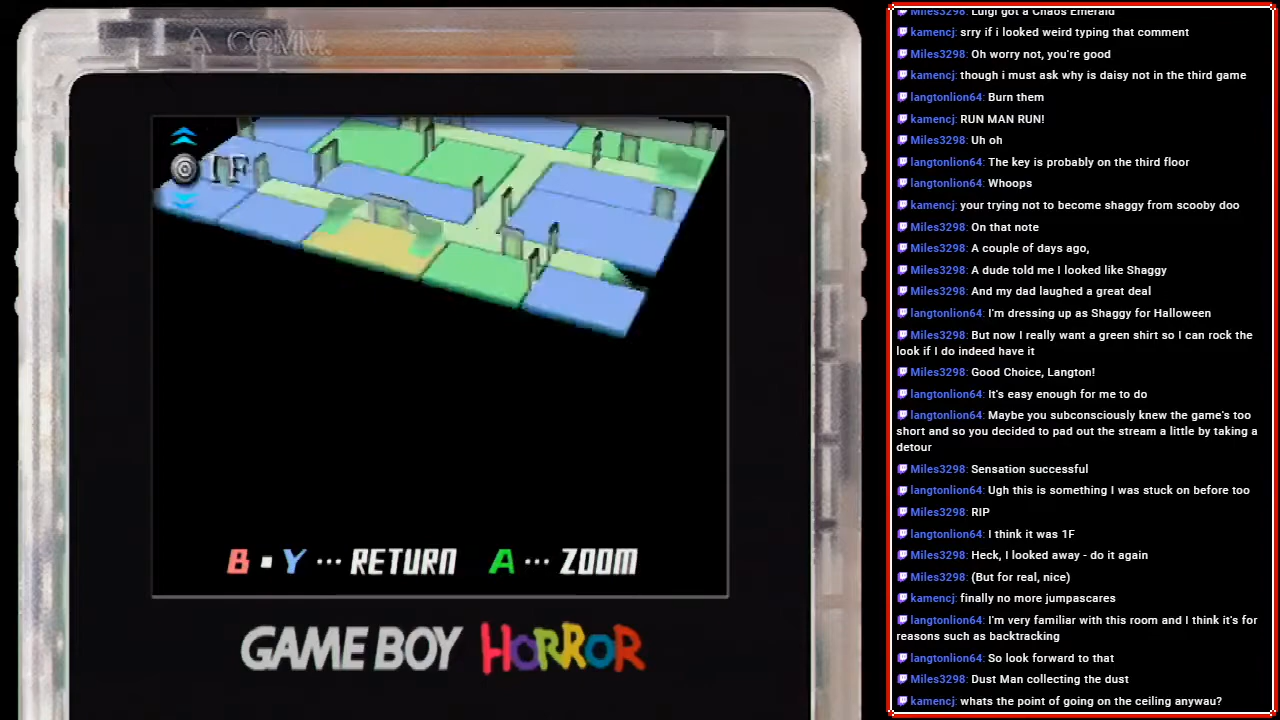 A COMM.
1F
B ▪ Y ··· RETURN A ··· ZOOM
GAME BOY HORROR
Miles3298: Luigi got a Chaos Emerald
kamencj: srry if i looked weird typing that comment
Miles3298: Oh worry not, you're good
kamencj: though i must ask why is daisy not in the third game
langtonlion64: Burn them
kamencj: RUN MAN RUN!
Miles3298: Uh oh
langtonlion64: The key is probably on the third floor
langtonlion64: Whoops
kamencj: your trying not to become shaggy from scooby doo
Miles3298: On that note
Miles3298: A couple of days ago,
Miles3298: A dude told me I looked like Shaggy
Miles3298: And my dad laughed a great deal
langtonlion64: I'm dressing up as Shaggy for Halloween
Miles3298: But now I really want a green shirt so I can rock the
look if I do indeed have it
Miles3298: Good Choice, Langton!
langtonlion64: It's easy enough for me to do
langtonlion64: Maybe you subconsciously knew the game's too
short and so you decided to pad out the stream a little by taking a
detour
Miles3298: Sensation successful
langtonlion64: Ugh this is something I was stuck on before too
Miles3298: RIP
langtonlion64: I think it was 1F
Miles3298: Heck, I looked away - do it again
Miles3298: (But for real, nice)
kamencj: finally no more jumpascares
langtonlion64: I'm very familiar with this room and I think it's for
reasons such as backtracking
langtonlion64: So look forward to that
Miles3298: Dust Man collecting the dust
kamencj: whats the point of going on the ceiling anywau?